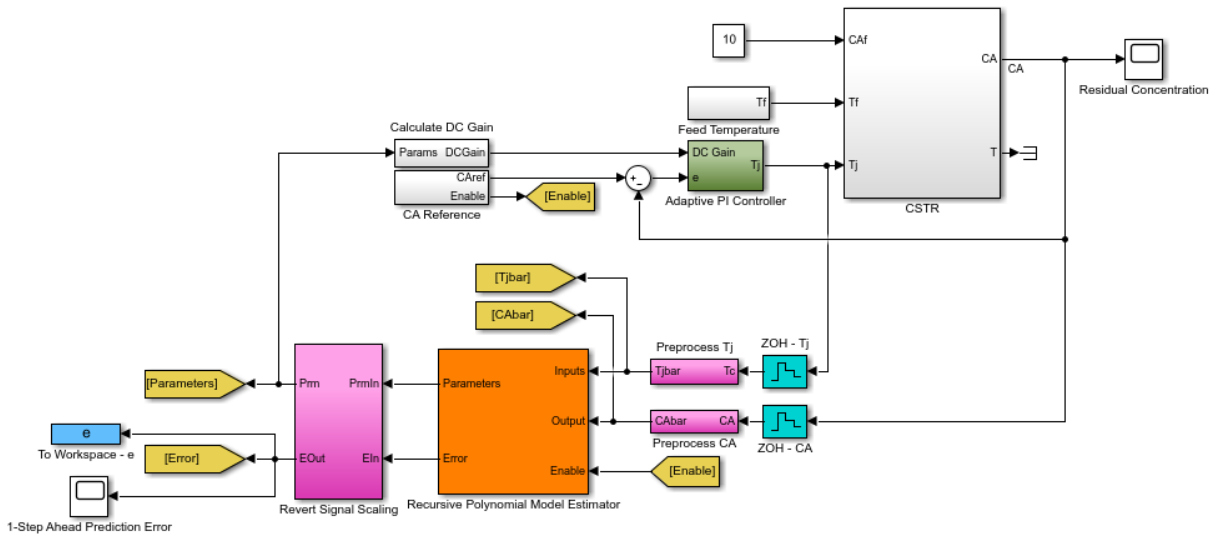 10
CAf
CA
CA
Residual Concentration
Tf
Tf
Feed Temperature
Calculate DC Gain
Params
DCGain
DC Gain
Tj
Tj
T
CAref
e
+
−
Enable
[Enable]
Adaptive PI Controller
CA Reference
CSTR
[Tjbar]
[CAbar]
Preprocess Tj
ZOH - Tj
Inputs
Tjbar
Tc
[Parameters]
Prm
PrmIn
Parameters
Output
CAbar
CA
e
Preprocess CA
ZOH - CA
To Workspace - e
[Error]
EOut
EIn
Error
Enable
[Enable]
Revert Signal Scaling
Recursive Polynomial Model Estimator
1-Step Ahead Prediction Error